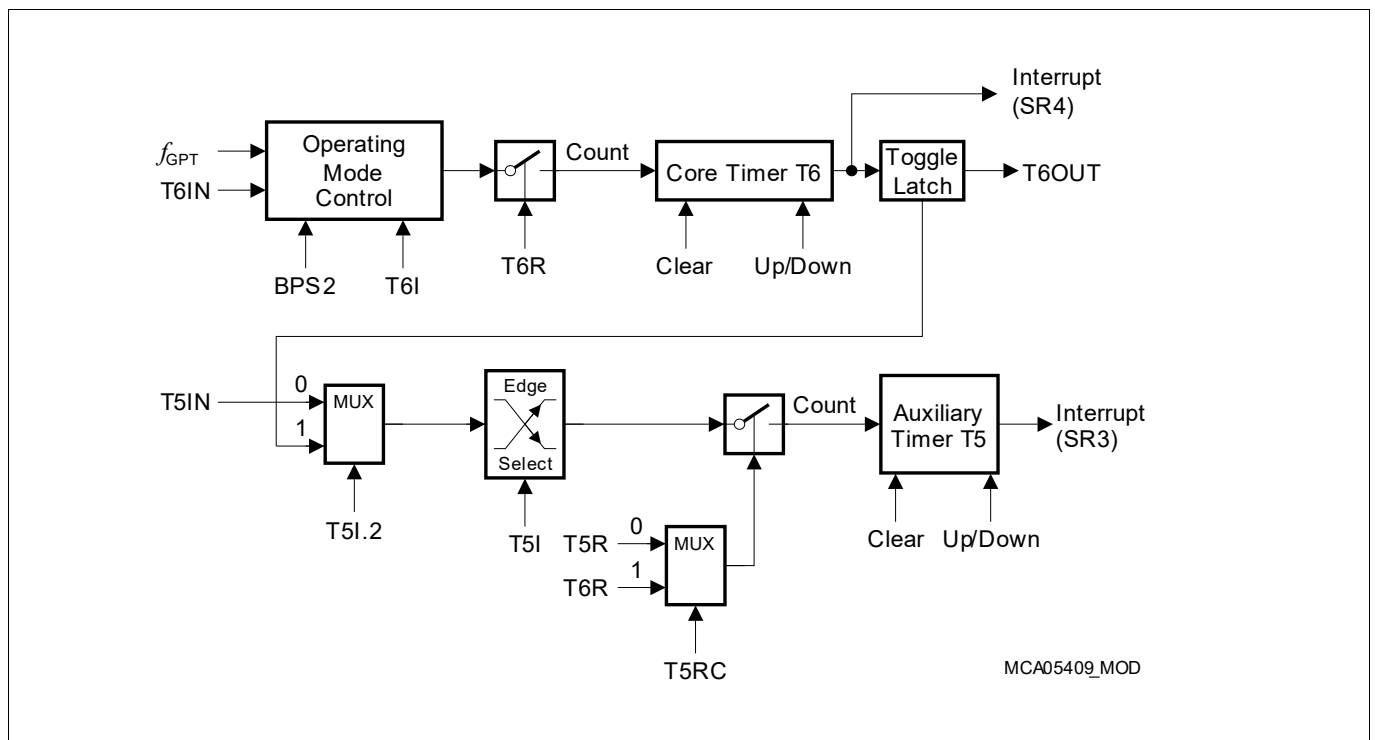 Interrupt
(SR4)
fGPT
T6IN
Operating
Mode
Control
Count
Core Timer T6
Toggle
Latch
T6OUT
BPS2
T6I
T6R
Clear
Up/Down
T5IN
0
1
MUX
T5I.2
Edge
Select
T5I
Count
Auxiliary
Timer T5
Interrupt
(SR3)
Clear
Up/Down
T5R
0
T6R
1
MUX
T5RC
MCA05409_MOD